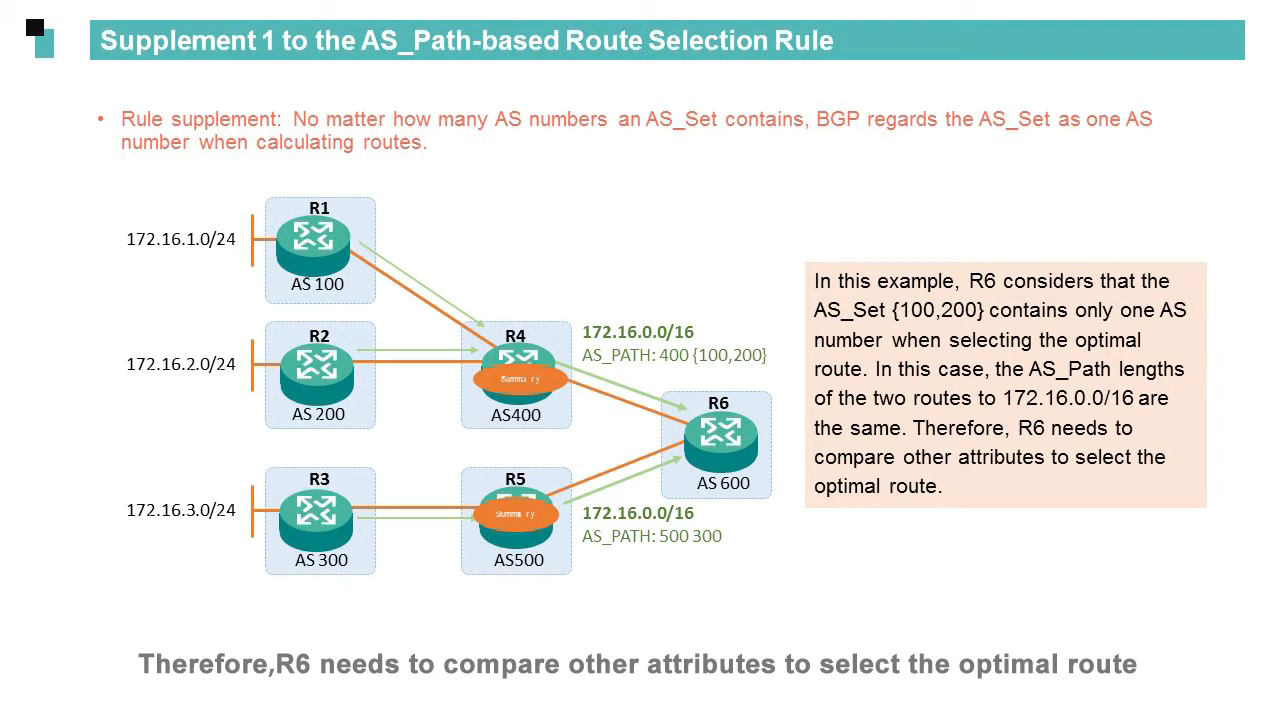 Supplement 1 to the AS_Path-based Route Selection Rule
• Rule supplement: No matter how many AS numbers an AS_Set contains, BGP regards the AS_Set as one AS
number when calculating routes.
R1
172.16.1.0/24
AS 100
R2
172.16.2.0/24
AS 200
R4
Summary
AS400
172.16.0.0/16
AS_PATH: 400 {100,200}
R6
AS 600
R3
172.16.3.0/24
AS 300
R5
Summary
AS500
172.16.0.0/16
AS_PATH: 500 300
In this example, R6 considers that the
AS_Set {100,200} contains only one AS
number when selecting the optimal
route. In this case, the AS_Path lengths
of the two routes to 172.16.0.0/16 are
the same. Therefore, R6 needs to
compare other attributes to select the
optimal route.
Therefore,R6 needs to compare other attributes to select the optimal route